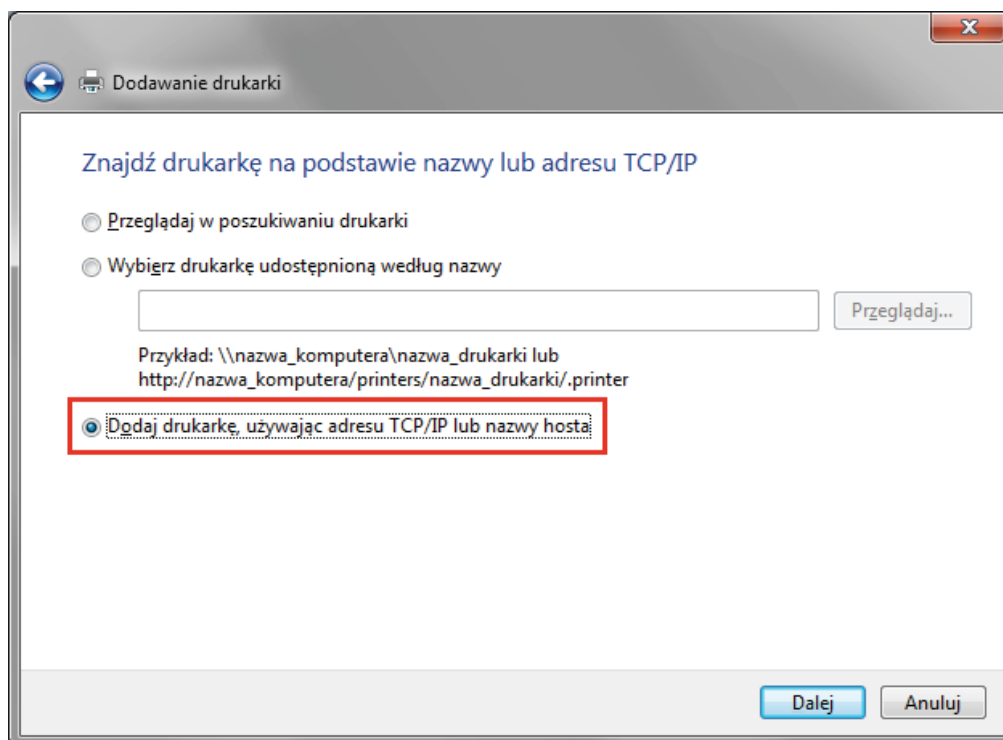 Dodawanie drukarki
Znajdź drukarkę na podstawie nazwy lub adresu TCP/IP
Przeglądaj w poszukiwaniu drukarki
Wybierz drukarkę udostępnioną według nazwy
Przeglądaj...
Przykład: \\nazwa_komputera\nazwa_drukarki lub
http://nazwa_komputera/printers/nazwa_drukarki/.printer
Dodaj drukarkę, używając adresu TCP/IP lub nazwy hosta
Dalej
Anuluj